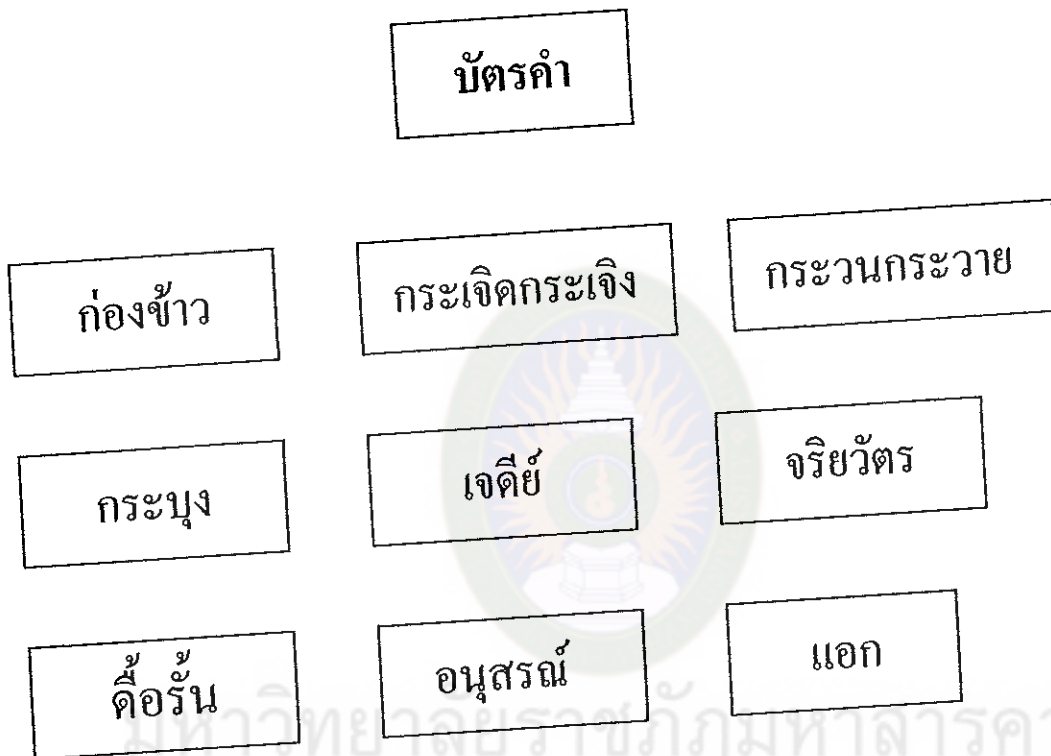 บัตรคำ
ก่องข้าว กระเจิดกระเจิง กระวนกระวาย
กระบุง เจดีย์ จริยวัตร
ดื้อรั้น อนุสรณ์ แอก
มหาวิทยาลัยราชภัฏมหาสารคา